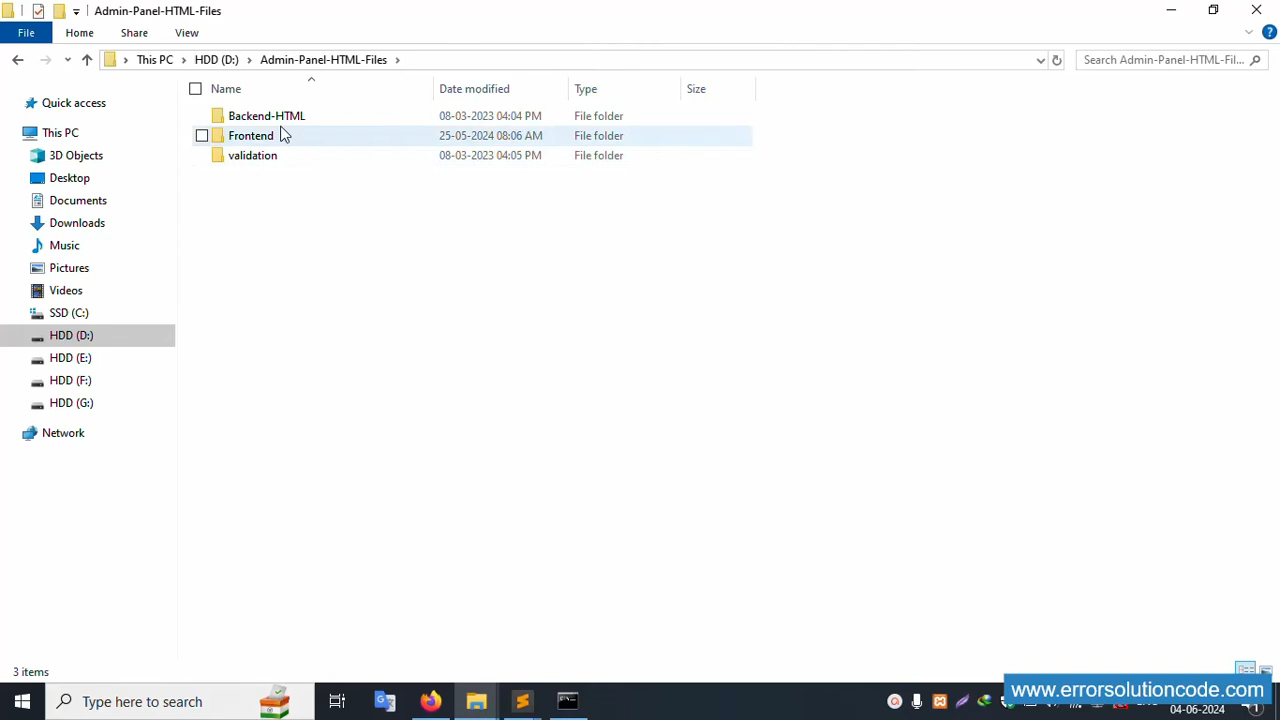 Admin-Panel-HTML-Files
File
Home
Share
View
This PC
HDD (D:)
Admin-Panel-HTML-Files
Search Admin-Panel-HTML-Fil...
Name
Date modified
Type
Size
Quick access
This PC
3D Objects
Desktop
Documents
Downloads
Music
Pictures
Videos
SSD (C:)
HDD (D:)
HDD (E:)
HDD (F:)
HDD (G:)
Network
Backend-HTML 08-03-2023 04:04 PM File folder
Frontend 25-05-2024 08:06 AM File folder
validation 08-03-2023 04:05 PM File folder
3 items
Type here to search
www.errorsolutioncode.com
04-06-2024